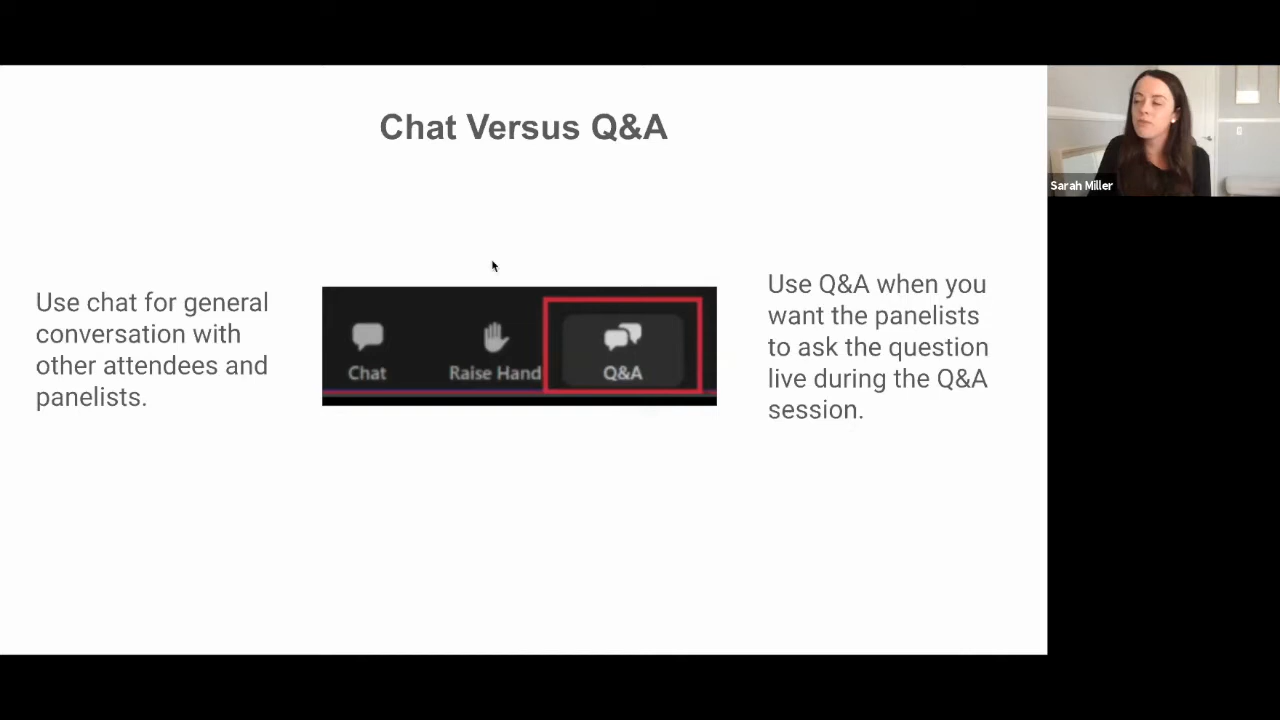 Chat Versus Q&A
Use chat for general
conversation with
other attendees and
panelists.
Chat
Raise Hand
Q&A
Use Q&A when you
want the panelists
to ask the question
live during the Q&A
session.
Sarah Miller